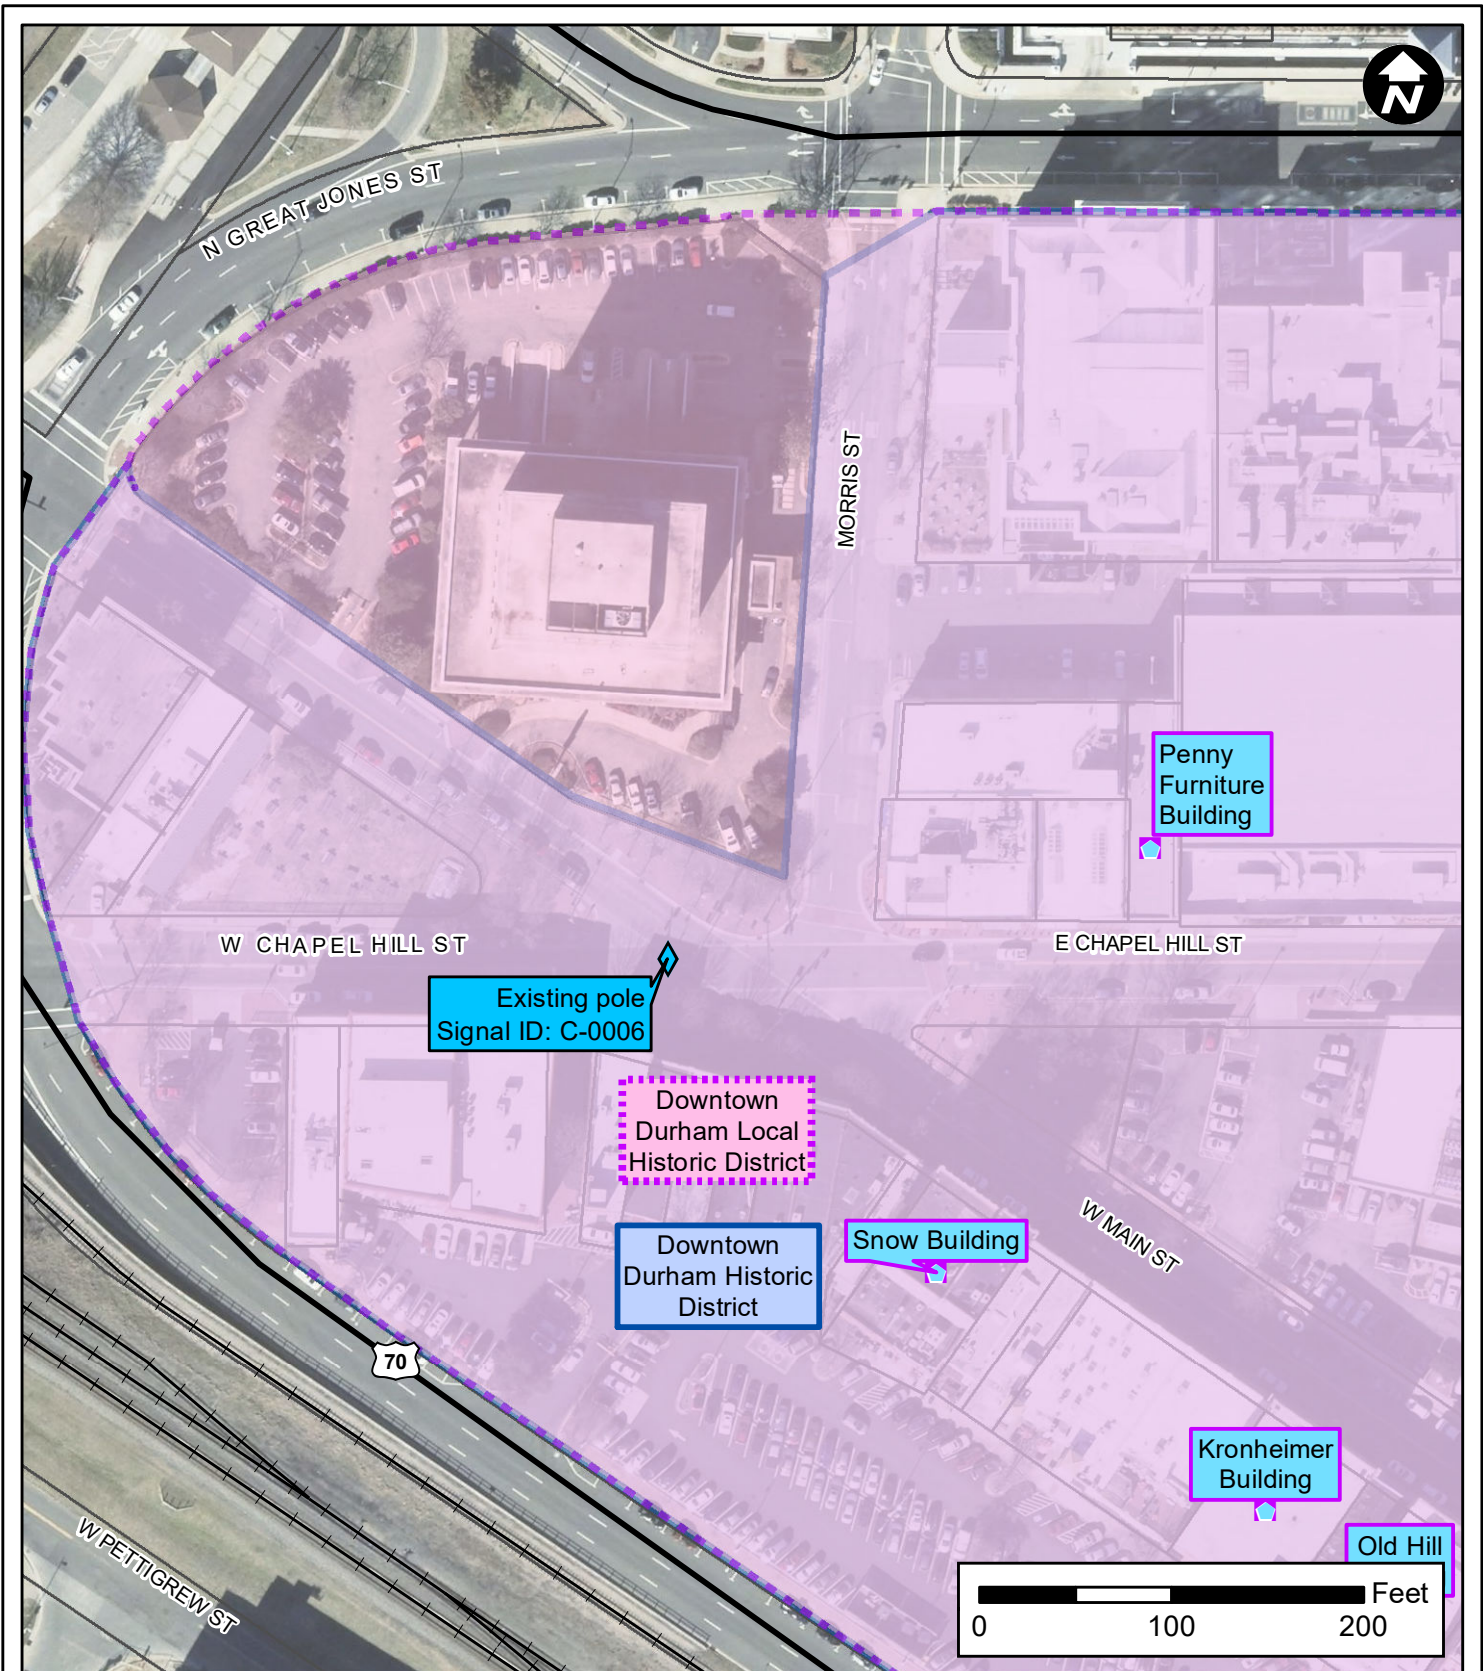 N
N GREAT JONES ST
MORRIS ST
Penny
Furniture
Building
W CHAPEL HILL ST
E CHAPEL HILL ST
Existing pole
Signal ID: C-0006
Downtown
Durham Local
Historic District
Downtown
Durham Historic
District
Snow Building
W MAIN ST
70
Kronheimer
Building
Old Hill
W PETTIGREW ST
Feet
0 100 200